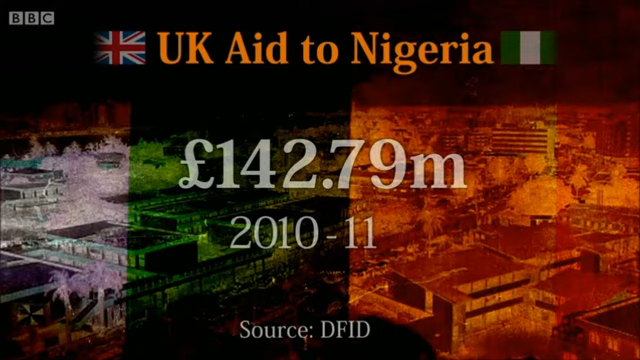 BBC
UK Aid to Nigeria
£142.79m
2010-11
Source: DFID